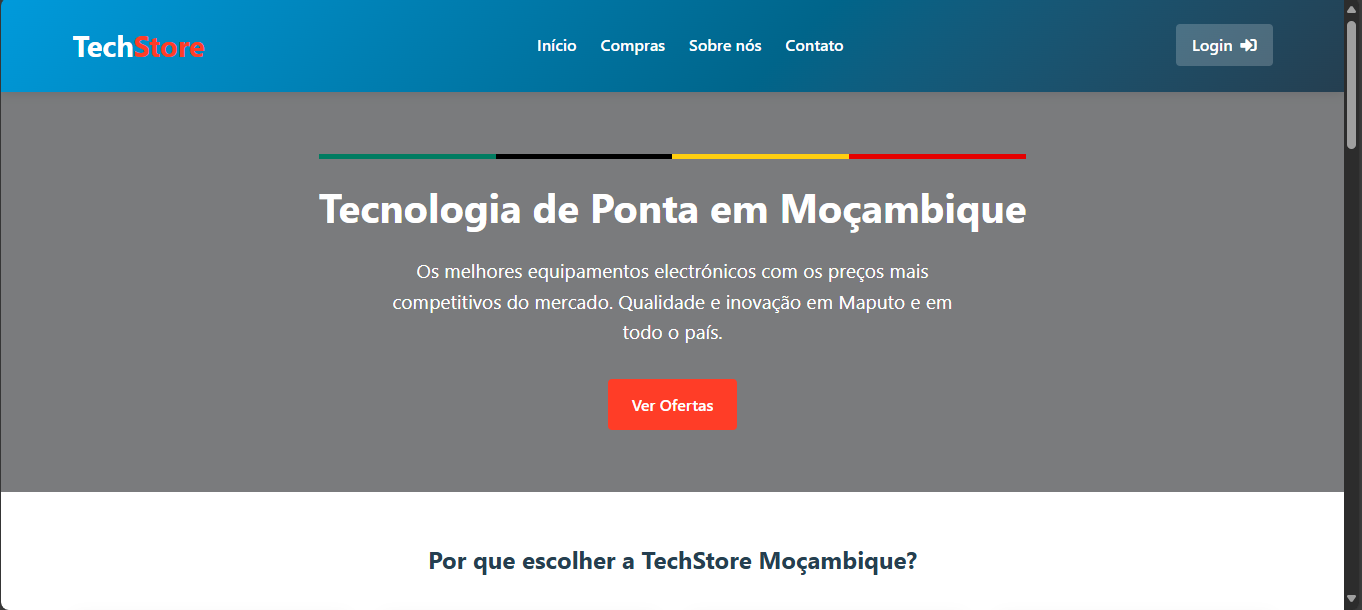 TechStore
Início Compras Sobre nós Contato
Login
Tecnologia de Ponta em Moçambique
Os melhores equipamentos electrónicos com os preços mais
competitivos do mercado. Qualidade e inovação em Maputo e em
todo o país.
Ver Ofertas
Por que escolher a TechStore Moçambique?